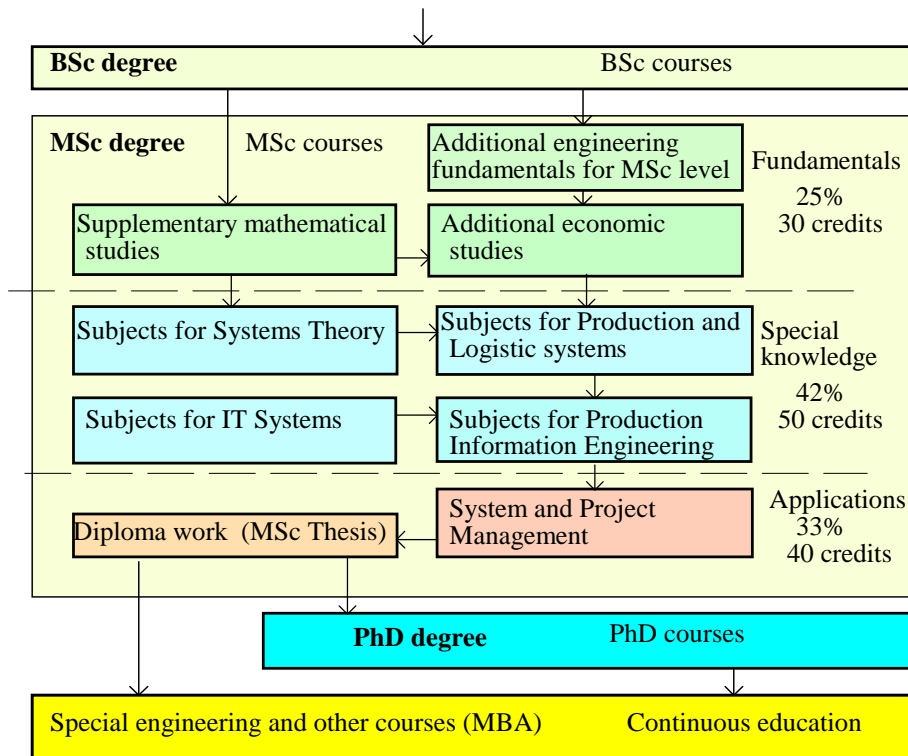 BSc degree BSc courses
MSc degree MSc courses
Additional engineering
fundamentals for MSc level
Fundamentals
25%
30 credits
Supplementary mathematical
studies
Additional economic
studies
Subjects for Systems Theory
Subjects for Production and
Logistic systems
Special
knowledge
42%
50 credits
Subjects for IT Systems
Subjects for Production
Information Engineering
Applications
33%
40 credits
System and Project
Management
Diploma work (MSc Thesis)
PhD degree PhD courses
Special engineering and other courses (MBA) Continuous education